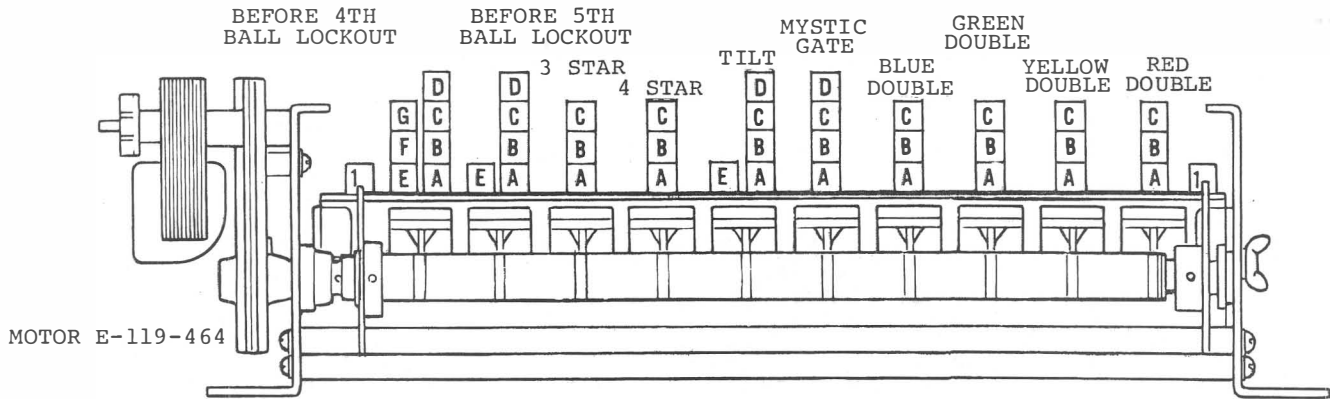 BEFORE 4TH
BALL LOCKOUT
BEFORE 5TH
BALL LOCKOUT
3 STAR
4 STAR
TILT
MYSTIC
GATE
BLUE
DOUBLE
GREEN
DOUBLE
YELLOW
DOUBLE
RED
DOUBLE
1
G
F
E
D
C
B
A
E
D
C
B
A
C
B
A
C
B
A
E
D
C
B
A
D
C
B
A
C
B
A
C
B
A
C
B
A
C
B
A
1
MOTOR E-119-464